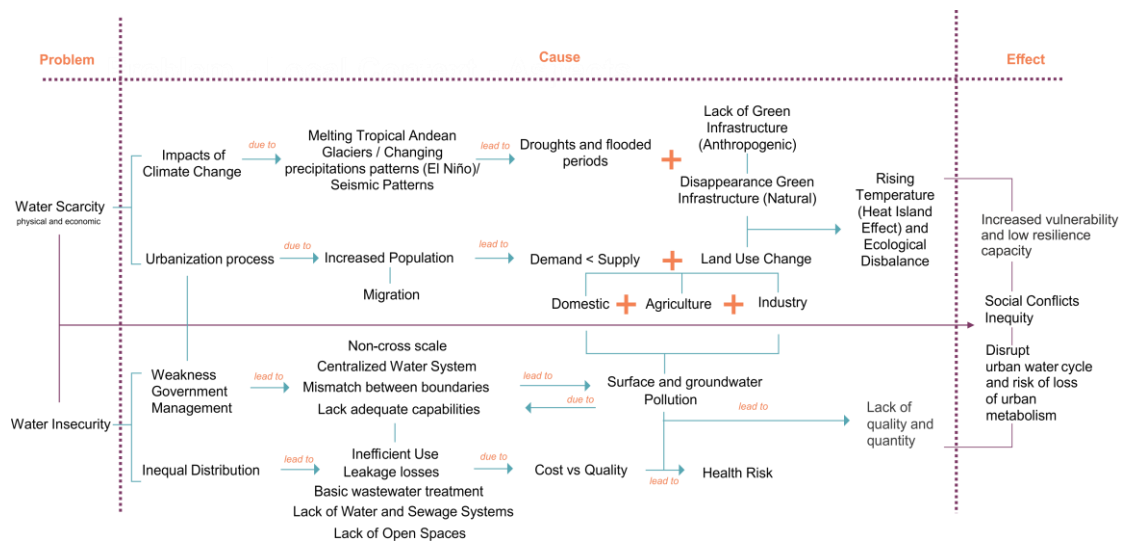 Problem
Cause
Effect
Impacts of
Climate Change
due to
Melting Tropical Andean
Glaciers / Changing
precipitations patterns (El Niño)/
Seismic Patterns
lead to
Droughts and flooded
periods
+
Lack of Green
Infrastructure
(Anthropogenic)
Disappearance Green
Infrastructure (Natural)
Rising
Temperature
(Heat Island
Effect) and
Ecological
Disbalance
Increased vulnerability
and low resilience
capacity
Water Scarcity
physical and economic
Urbanization process
due to
Increased Population
Migration
lead to
Demand < Supply
+
Land Use Change
Domestic
+
Agriculture
+
Industry
Social Conflicts
Inequity
Disrupt
urban water cycle
and risk of loss
of urban
metabolism
Weakness
Government
Management
lead to
Non-cross scale
Centralized Water System
Mismatch between boundaries
Lack adequate capabilities
lead to
due to
Surface and groundwater
Pollution
lead to
Lack of
quality and
quantity
Water Insecurity
Inequal Distribution
lead to
Inefficient Use
Leakage losses
Basic wastewater treatment
Lack of Water and Sewage Systems
Lack of Open Spaces
due to
Cost vs Quality
lead to
Health Risk